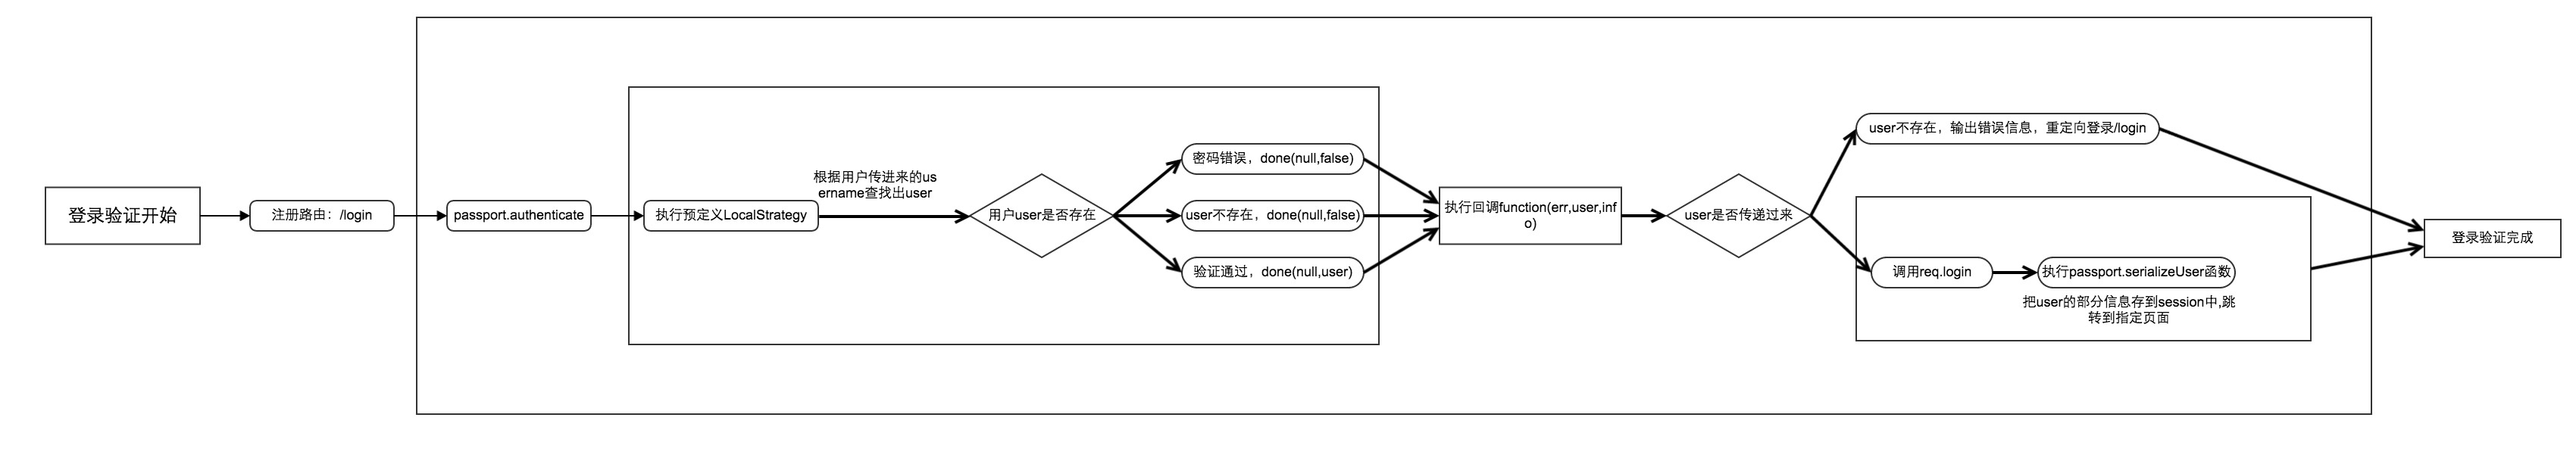 登录验证开始
注册路由：/login
passport.authenticate
执行预定义LocalStrategy
根据用户传进来的us
ername查找出user
用户user是否存在
密码错误，done(null,false)
user不存在，done(null,false)
验证通过，done(null,user)
执行回调function(err,user,inf
o)
user是否传递过来
user不存在，输出错误信息，重定向登录/login
调用req.login
执行passport.serializeUser函数
把user的部分信息存到session中,跳
转到指定页面
登录验证完成